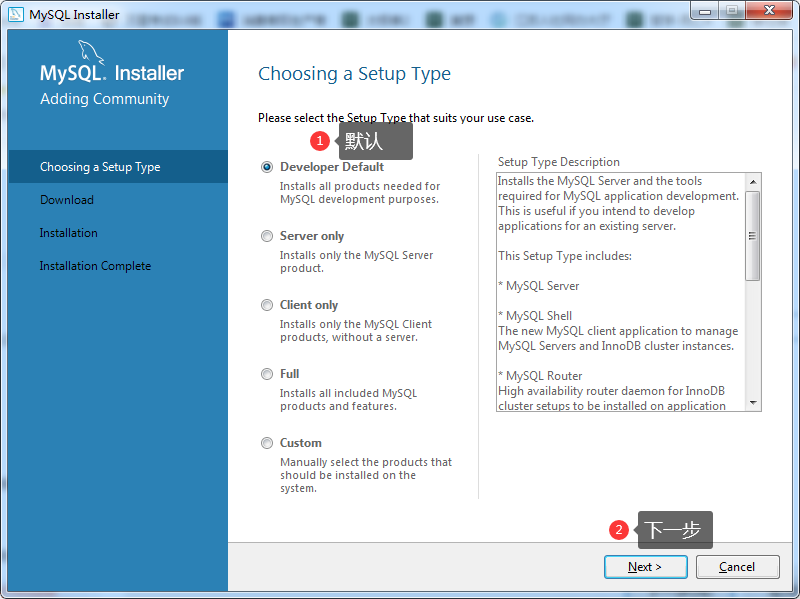 MySQL Installer
MySQL. Installer
Adding Community
Choosing a Setup Type
Download
Installation
Installation Complete
Choosing a Setup Type
Please select the Setup Type that suits your use case.
1 默认
Developer Default
Installs all products needed for
MySQL development purposes.
Server only
Installs only the MySQL Server
product.
Client only
Installs only the MySQL Client
products, without a server.
Full
Installs all included MySQL
products and features.
Custom
Manually select the products that
should be installed on the
system.
Setup Type Description
Installs the MySQL Server and the tools
required for MySQL application development.
This is useful if you intend to develop
applications for an existing server.
This Setup Type includes:
* MySQL Server
* MySQL Shell
The new MySQL client application to manage
MySQL Servers and InnoDB cluster instances.
* MySQL Router
High availability router daemon for InnoDB
cluster setups to be installed on application
2 下一步
Next >
Cancel